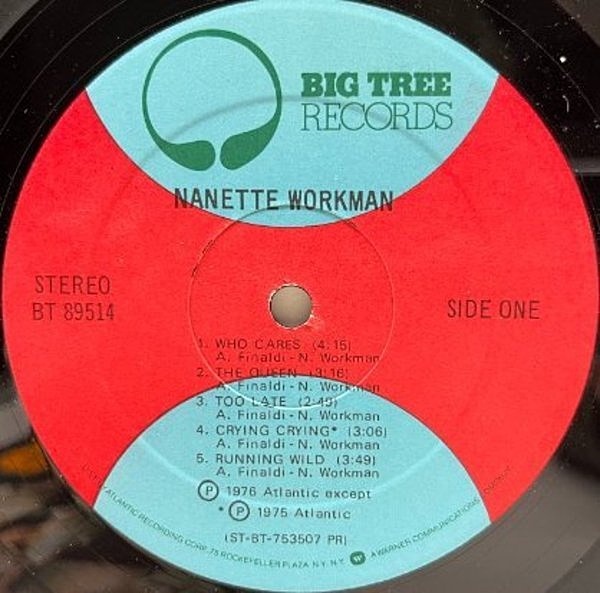 BIG TREE
RECORDS
NANETTE WORKMAN
STEREO
BT 89514
SIDE ONE
1. WHO CARES (4:15)
A. Finaldi - N. Workman
2. THE QUEEN (3:16)
A. Finaldi - N. Workman
3. TOO LATE (2:49)
A. Finaldi - N. Workman
4. CRYING CRYING* (3:06)
A. Finaldi - N. Workman
5. RUNNING WILD (3:49)
A. Finaldi - N. Workman
Ⓟ 1976 Atlantic except
* Ⓟ 1975 Atlantic
(ST-BT-753507 PR)
ATLANTIC RECORDING CORP., 75 ROCKEFELLER PLAZA, N.Y. N.Y. W A WARNER COMMUNICATIONS